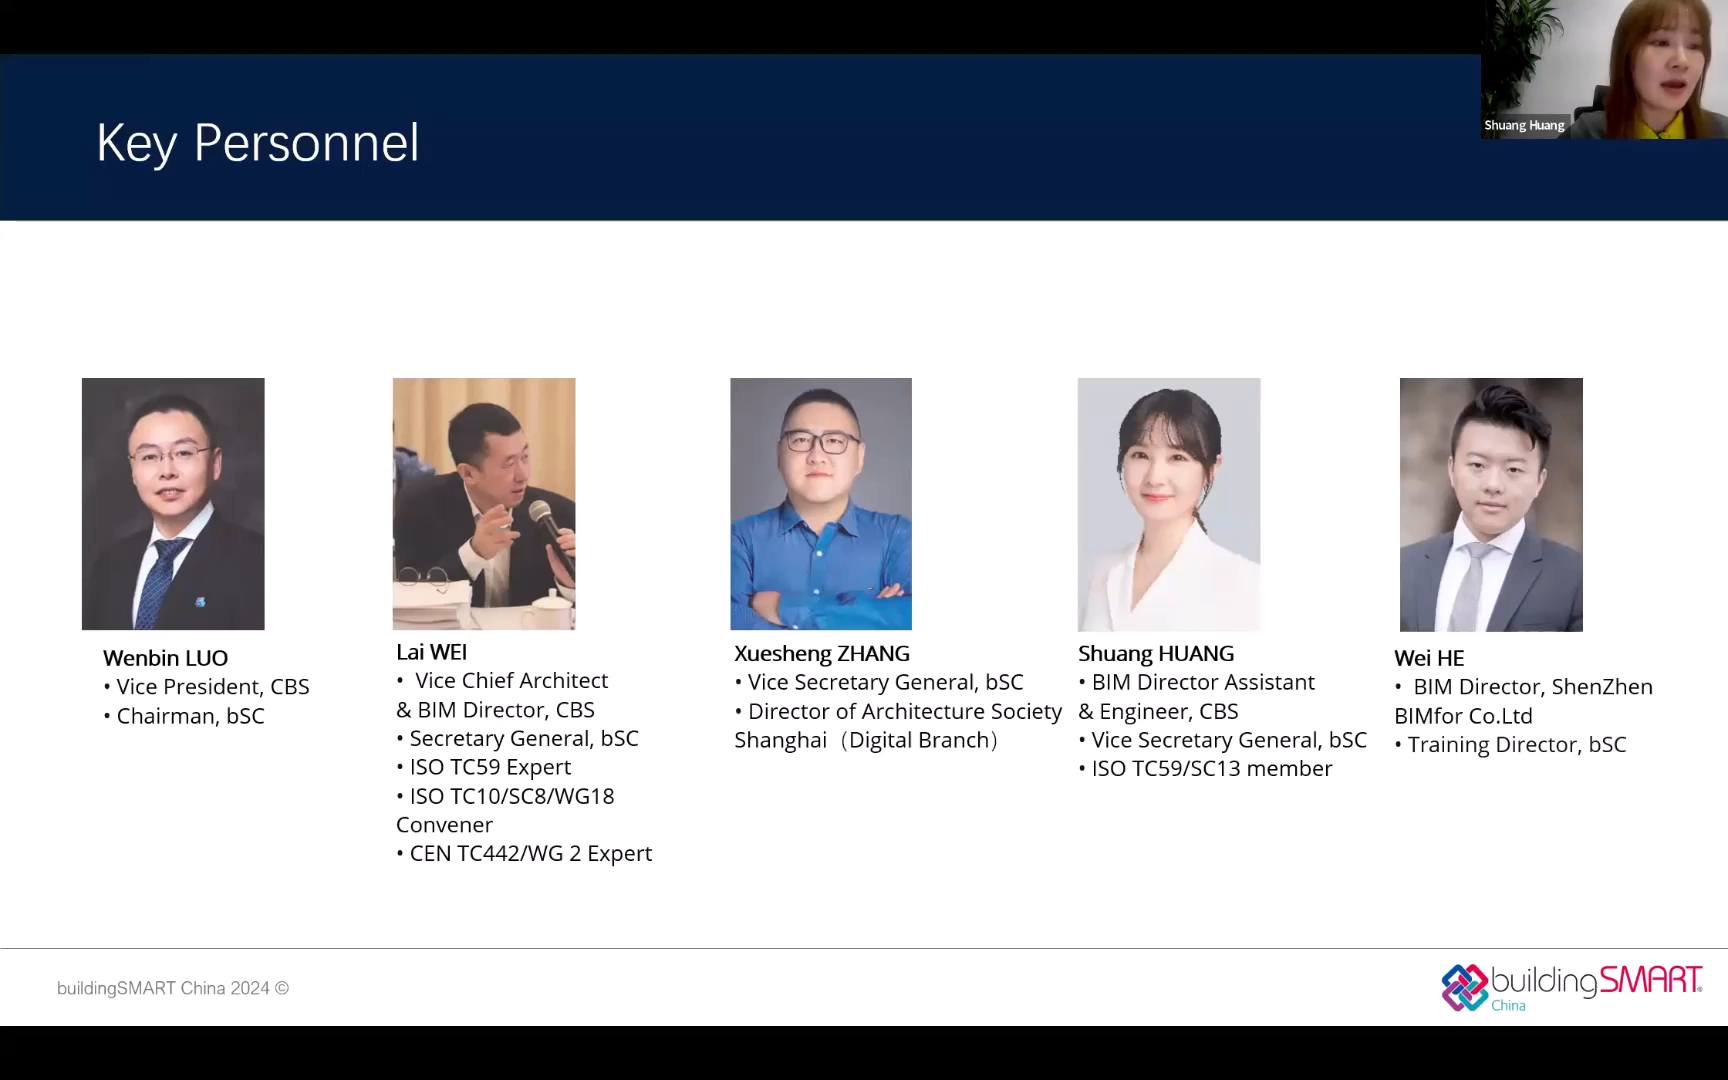 Shuang Huang
Key Personnel
Wenbin LUO
• Vice President, CBS
• Chairman, bSC
Lai WEI
• Vice Chief Architect
& BIM Director, CBS
• Secretary General, bSC
• ISO TC59 Expert
• ISO TC10/SC8/WG18
Convener
• CEN TC442/WG 2 Expert
Xuesheng ZHANG
• Vice Secretary General, bSC
• Director of Architecture Society
Shanghai（Digital Branch）
Shuang HUANG
• BIM Director Assistant
& Engineer, CBS
• Vice Secretary General, bSC
• ISO TC59/SC13 member
Wei HE
• BIM Director, ShenZhen
BIMfor Co.Ltd
• Training Director, bSC
buildingSMART China 2024 ©
buildingSMART®
China